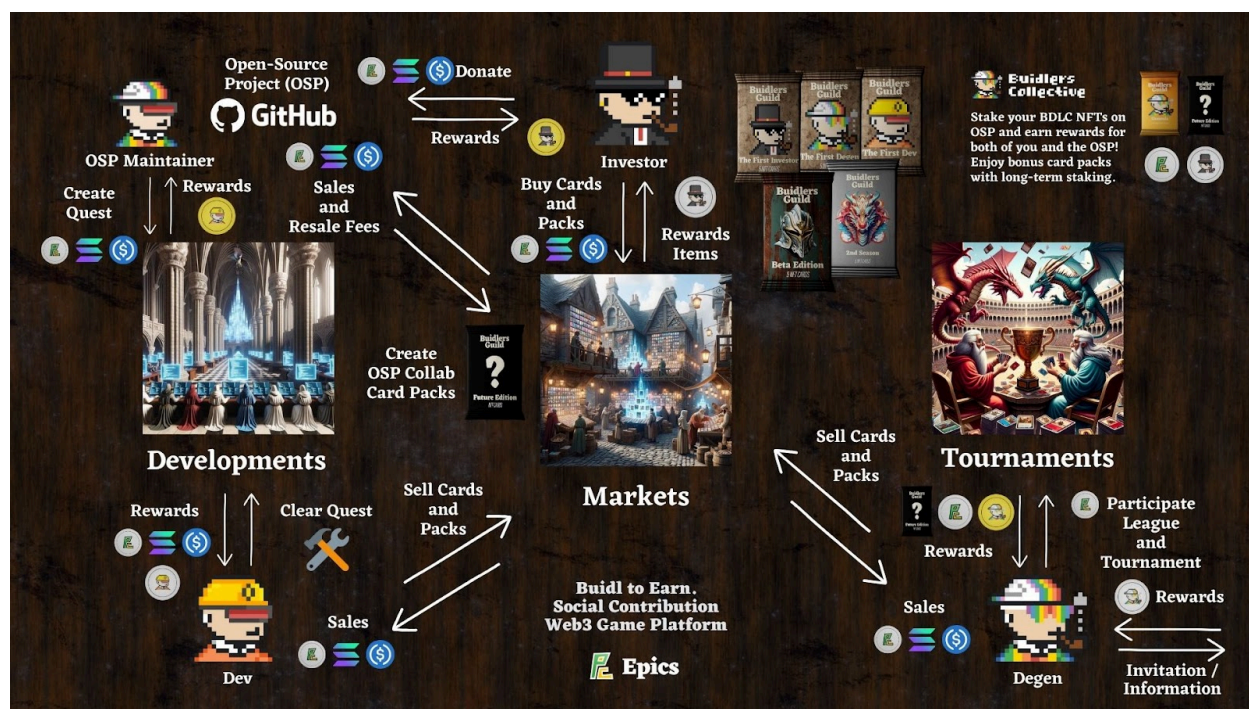 Open-Source
Project (OSP)
GitHub
OSP Maintainer
Create
Quest
Rewards
Sales
and
Resale Fees
Donate
Rewards
Investor
Buy Cards
and
Packs
Rewards
Items
Buidlers
Guild
The First Investor
Buidlers
Guild
The First Degen
Buidlers
Guild
The First Dev
Buidlers
Guild
Beta Edition
5 NFT CARDS
Buidlers
Guild
2nd Season
Buidlers
Collective
Stake your BDLC NFTs on
OSP and earn rewards for
both of you and the OSP!
Enjoy bonus card packs
with long-term staking.
Buidlers
Guild
?
Future Edition
Create
OSP Collab
Card Packs
Buidlers
Guild
?
Future Edition
Developments
Markets
Tournaments
Rewards
Clear Quest
Sell Cards
and
Packs
Sales
Dev
Sell Cards
and
Packs
Buidlers
Guild
?
Future Edition
Rewards
Participate
League
and
Tournament
Sales
Degen
Rewards
Invitation /
Information
Buidl to Earn.
Social Contribution
Web3 Game Platform
Epics